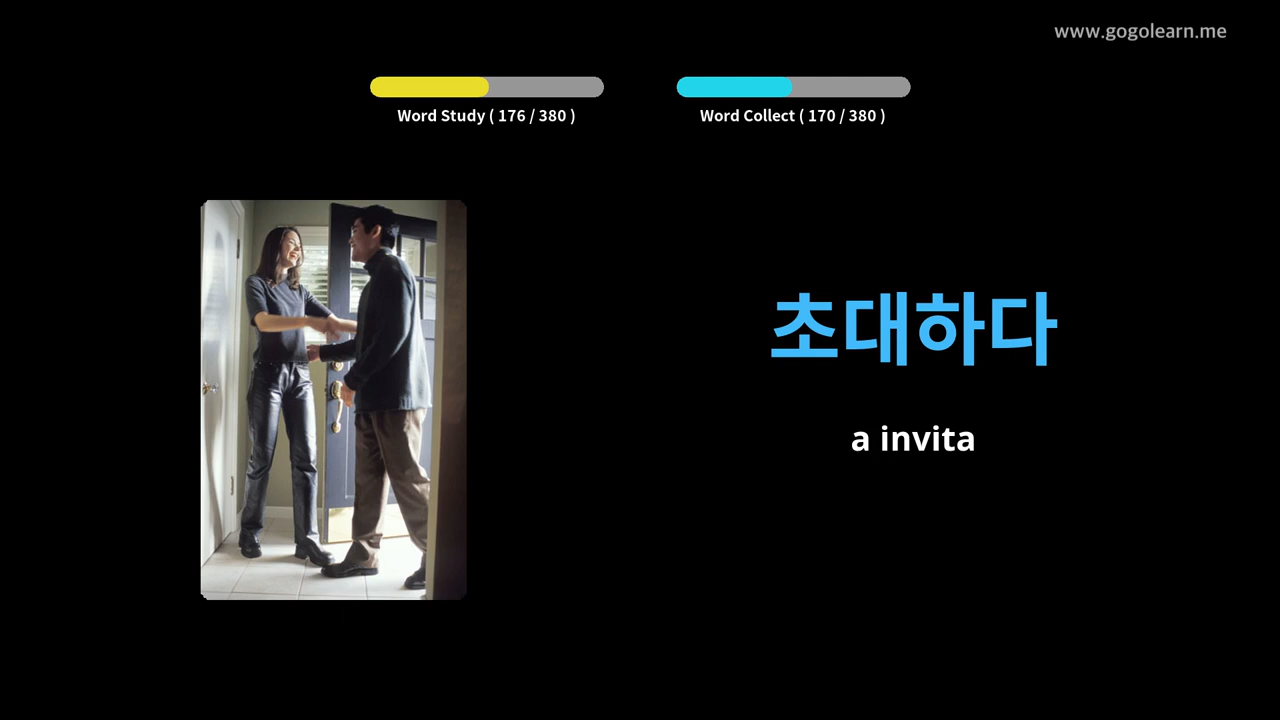 www.gogolearn.me
Word Study ( 176 / 380 )
Word Collect ( 170 / 380 )
초대하다
a invita